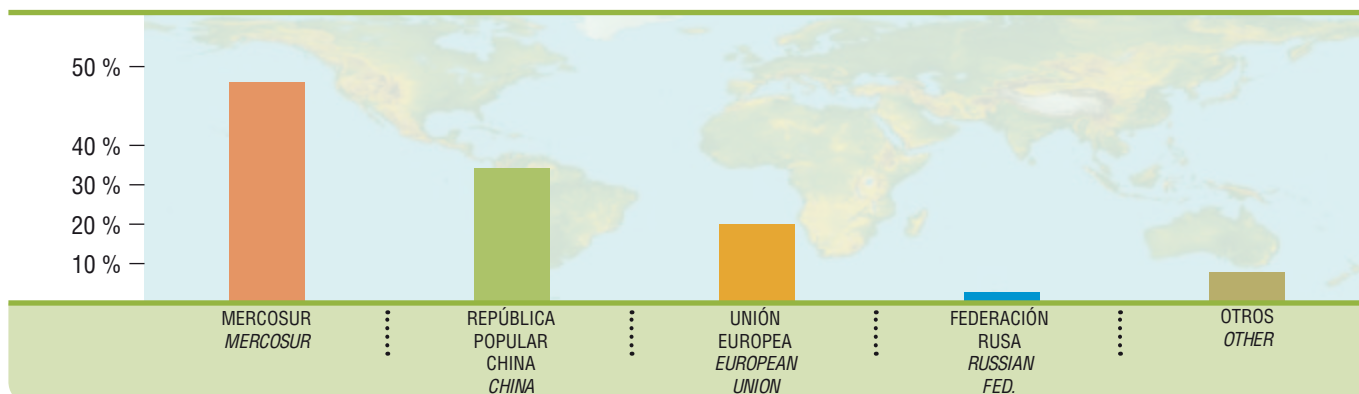 50 %
40 %
30 %
20 %
10 %
MERCOSUR
MERCOSUR
REPÚBLICA
POPULAR
CHINA
CHINA
UNIÓN
EUROPEA
EUROPEAN
UNION
FEDERACIÓN
RUSA
RUSSIAN
FED.
OTROS
OTHER